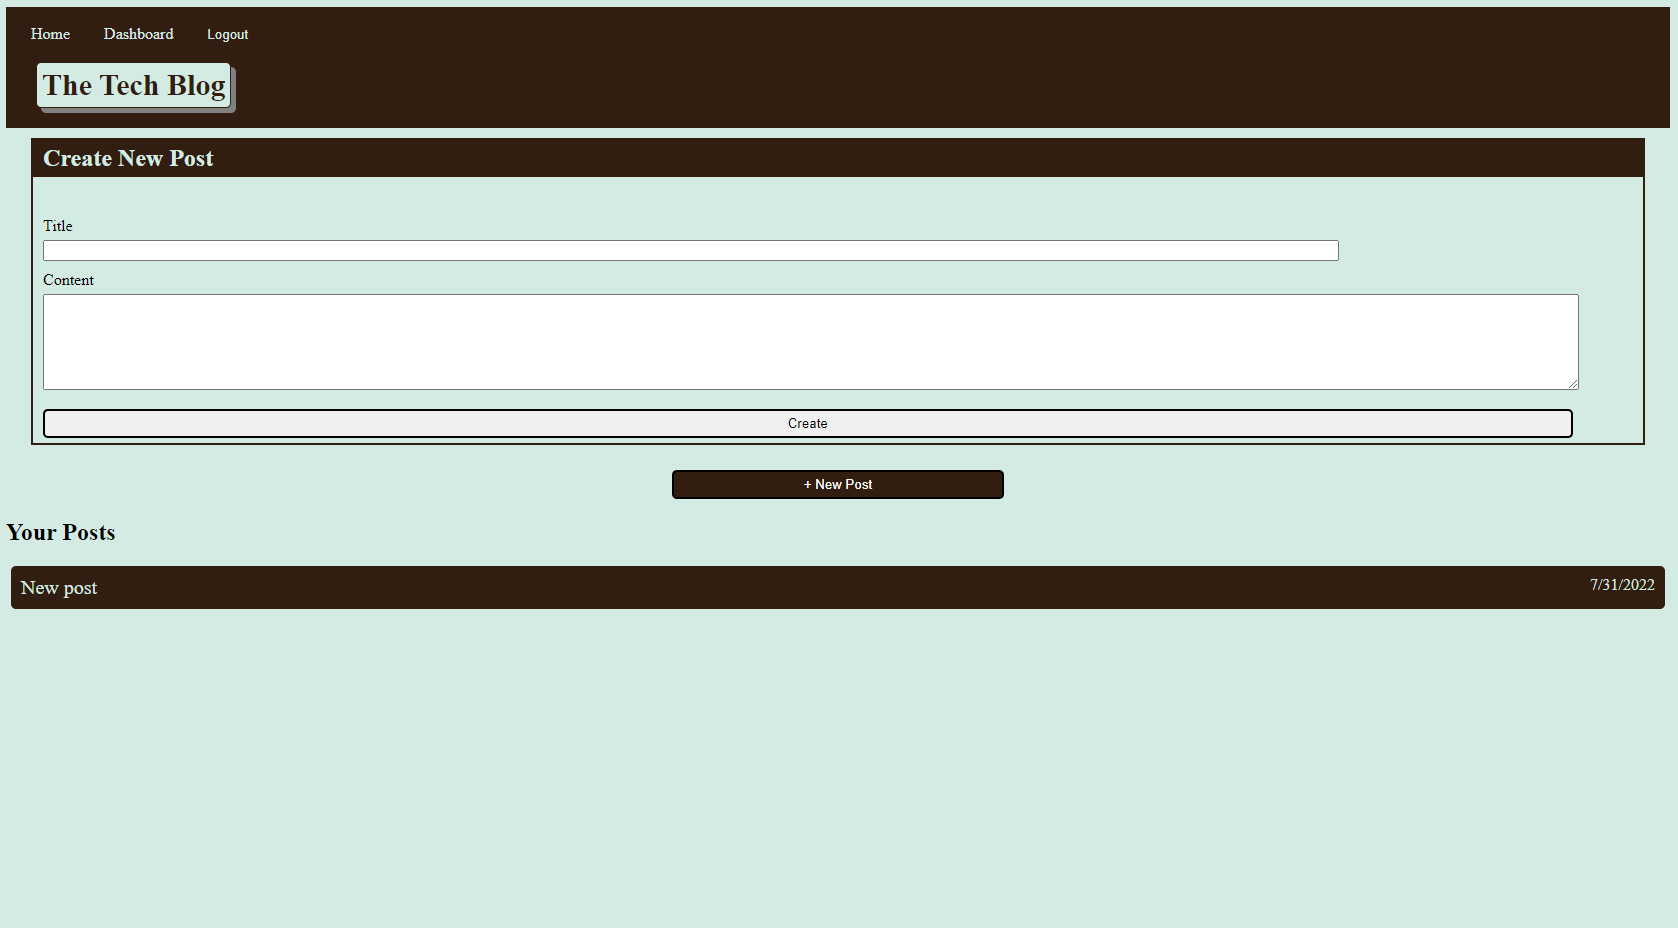 Home Dashboard Logout
The Tech Blog
Create New Post
Title
Content
Create
+ New Post
Your Posts
New post 7/31/2022